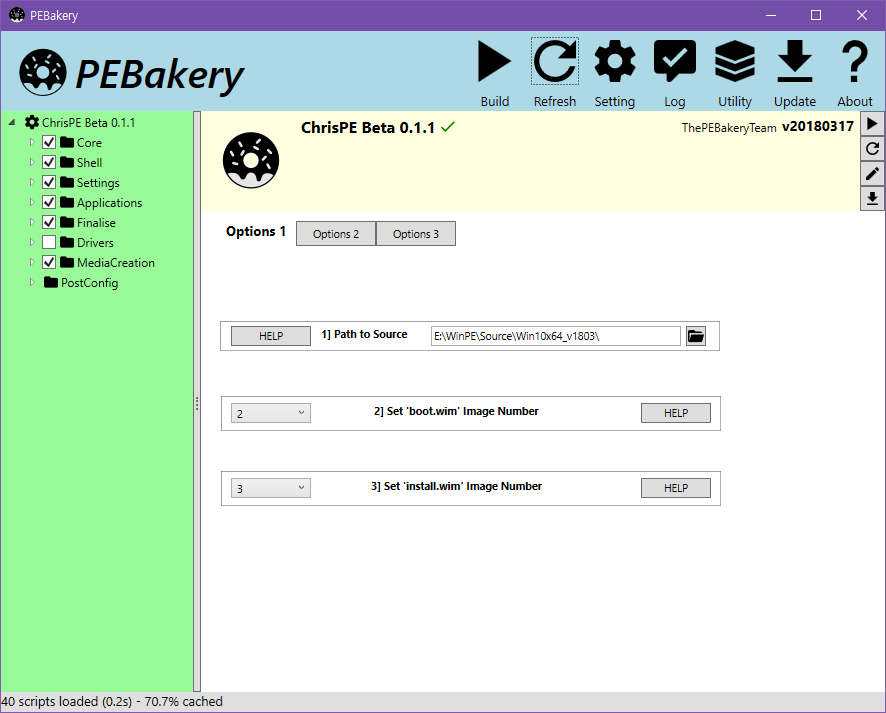 PEBakery
PEBakery
Build
Refresh
Setting
Log
Utility
Update
About
ChrisPE Beta 0.1.1
Core
Shell
Settings
Applications
Finalise
Drivers
MediaCreation
PostConfig
ChrisPE Beta 0.1.1
ThePEBakeryTeam v20180317
Options 1
Options 2
Options 3
HELP
1] Path to Source
E:\WinPE\Source\Win10x64_v1803\
2
2] Set 'boot.wim' Image Number
HELP
3
3] Set 'install.wim' Image Number
HELP
40 scripts loaded (0.2s) - 70.7% cached